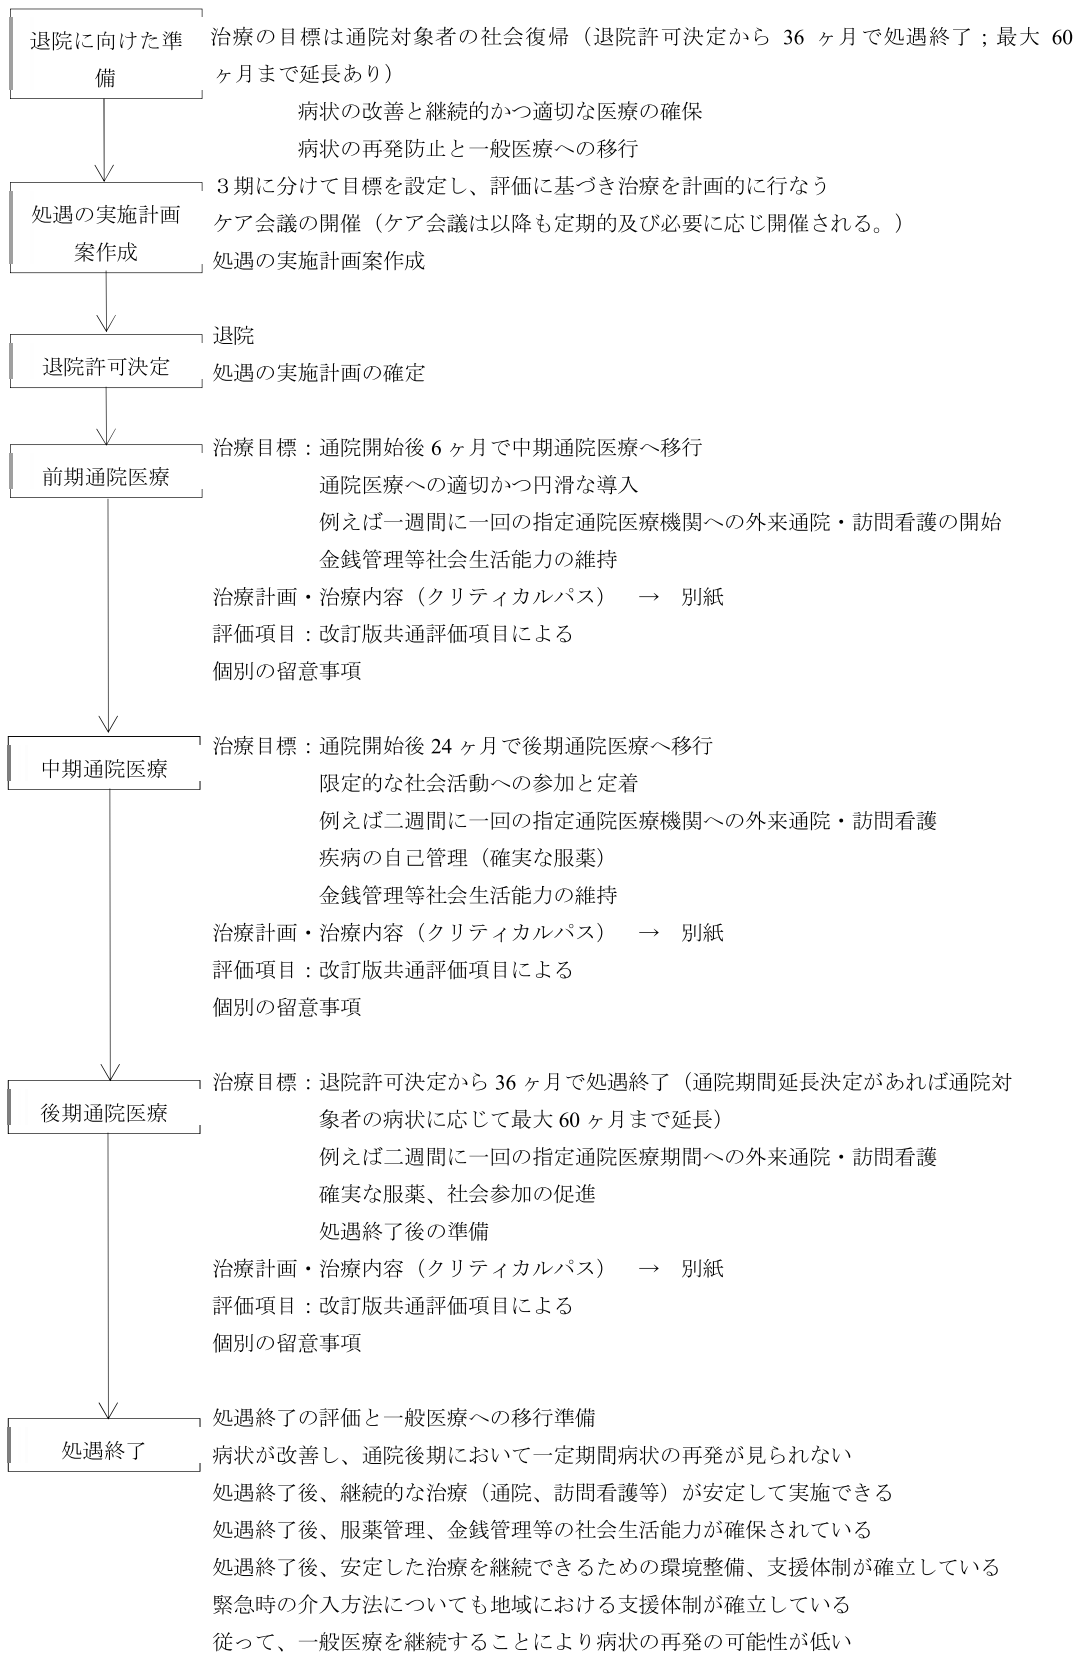 退院に向けた準
備
治療の目標は通院対象者の社会復帰（退院許可決定から 36 ヶ月で処遇終了；最大 60
ヶ月まで延長あり）
病状の改善と継続的かつ適切な医療の確保
病状の再発防止と一般医療への移行
処遇の実施計画
案作成
３期に分けて目標を設定し、評価に基づき治療を計画的に行なう
ケア会議の開催（ケア会議は以降も定期的及び必要に応じ開催される。）
処遇の実施計画案作成
退院許可決定
退院
処遇の実施計画の確定
前期通院医療
治療目標：通院開始後 6 ヶ月で中期通院医療へ移行
通院医療への適切かつ円滑な導入
例えば一週間に一回の指定通院医療機関への外来通院・訪問看護の開始
金銭管理等社会生活能力の維持
治療計画・治療内容（クリティカルパス）　→　別紙
評価項目：改訂版共通評価項目による
個別の留意事項
中期通院医療
治療目標：通院開始後 24 ヶ月で後期通院医療へ移行
限定的な社会活動への参加と定着
例えば二週間に一回の指定通院医療機関への外来通院・訪問看護
疾病の自己管理（確実な服薬）
金銭管理等社会生活能力の維持
治療計画・治療内容（クリティカルパス）　→　別紙
評価項目：改訂版共通評価項目による
個別の留意事項
後期通院医療
治療目標：退院許可決定から 36 ヶ月で処遇終了（通院期間延長決定があれば通院対
象者の病状に応じて最大 60 ヶ月まで延長）
例えば二週間に一回の指定通院医療期間への外来通院・訪問看護
確実な服薬、社会参加の促進
処遇終了後の準備
治療計画・治療内容（クリティカルパス）　→　別紙
評価項目：改訂版共通評価項目による
個別の留意事項
処遇終了
処遇終了の評価と一般医療への移行準備
病状が改善し、通院後期において一定期間病状の再発が見られない
処遇終了後、継続的な治療（通院、訪問看護等）が安定して実施できる
処遇終了後、服薬管理、金銭管理等の社会生活能力が確保されている
処遇終了後、安定した治療を継続できるための環境整備、支援体制が確立している
緊急時の介入方法についても地域における支援体制が確立している
従って、一般医療を継続することにより病状の再発の可能性が低い